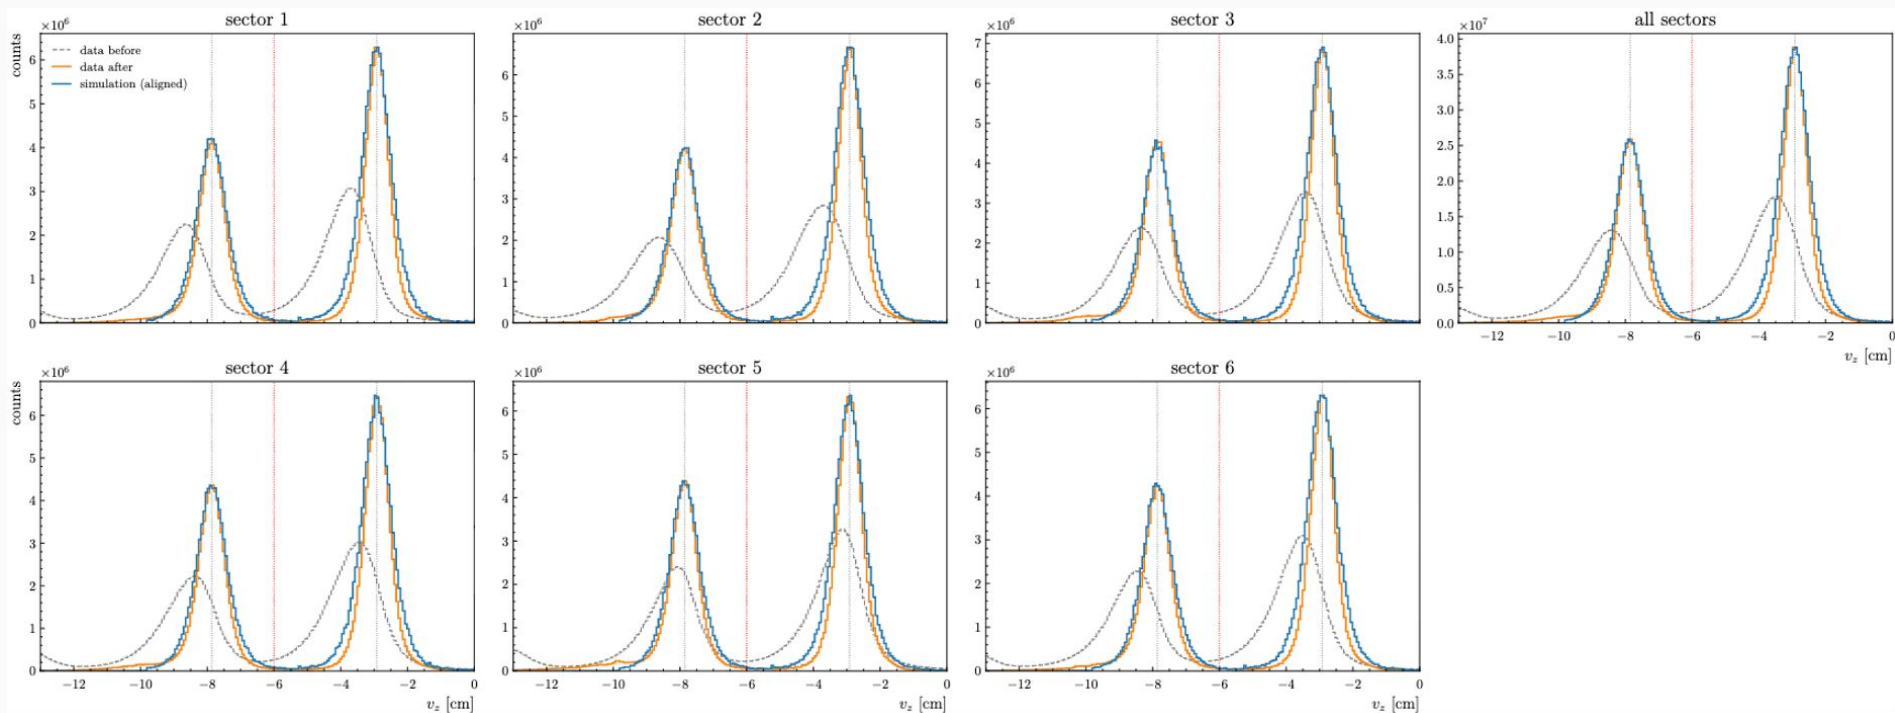 sector 1
×10⁶
counts
data before
data after
simulation (aligned)
6
5
4
3
2
1
0
sector 2
×10⁶
6
5
4
3
2
1
0
sector 3
×10⁶
7
6
5
4
3
2
1
0
all sectors
×10⁷
4.0
3.5
3.0
2.5
2.0
1.5
1.0
0.5
0.0
−12 −10 −8 −6 −4 −2 0
v_z [cm]
sector 4
×10⁶
counts
6
5
4
3
2
1
0
−12 −10 −8 −6 −4 −2 0
v_z [cm]
sector 5
×10⁶
6
5
4
3
2
1
0
−12 −10 −8 −6 −4 −2 0
v_z [cm]
sector 6
×10⁶
6
5
4
3
2
1
0
−12 −10 −8 −6 −4 −2 0
v_z [cm]